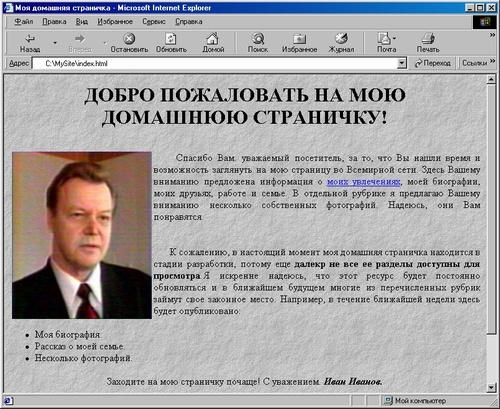 Моя домашняя страничка - Microsoft Internet Explorer
Файл Правка Вид Избранное Сервис Справка
Назад Вперед Остановить Обновить Домой Поиск Избранное Журнал Почта Печать
Адрес C:\MySite\index.html Переход Ссылки »
ДОБРО ПОЖАЛОВАТЬ НА МОЮ
ДОМАШНЮЮ СТРАНИЧКУ!
Спасибо Вам, уважаемый посетитель, за то, что Вы нашли время и
возможность заглянуть на мою страницу во Всемирной сети. Здесь Вашему
вниманию предложена информация о моих увлечениях, моей биографии,
моих друзьях, работе и семье. В отдельной рубрике я предлагаю Вашему
вниманию несколько собственных фотографий. Надеюсь, они Вам
понравятся.
К сожалению, в настоящий момент моя домашняя страничка находится в
стадии разработки, потому еще далекр не все ее разделы доступны для
просмотра.Я искренне надеюсь, что этот ресурс будет постоянно
обновляться и в ближайшем будущем многие из перечисленных рубрик
займут свое законное место. Например, в течение ближайшей недели здесь
будет опубликовано:
• Моя биография.
• Рассказ о моей семье.
• Несколько фотографий.
Заходите на мою страничку почаще! С уважением, Иван Иванов.
Мой компьютер